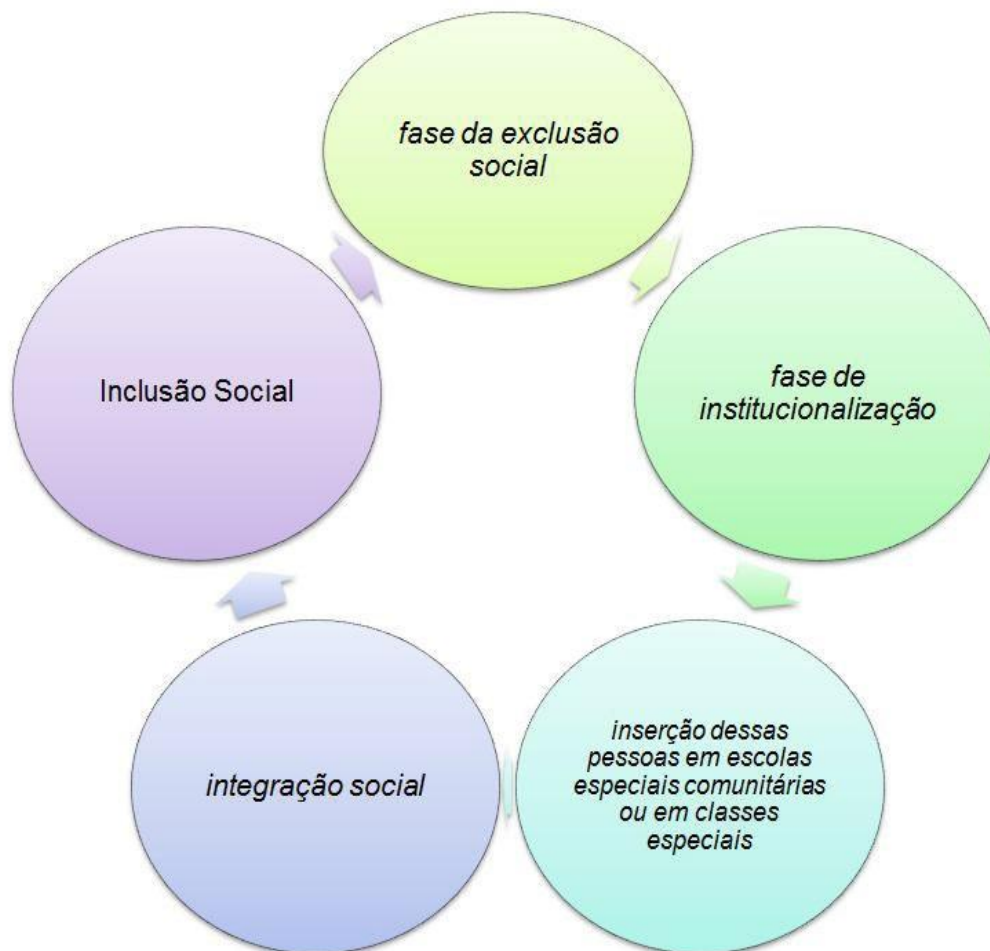 fase da exclusão
social
fase de
institucionalização
inserção dessas
pessoas em escolas
especiais comunitárias
ou em classes
especiais
integração social
Inclusão Social